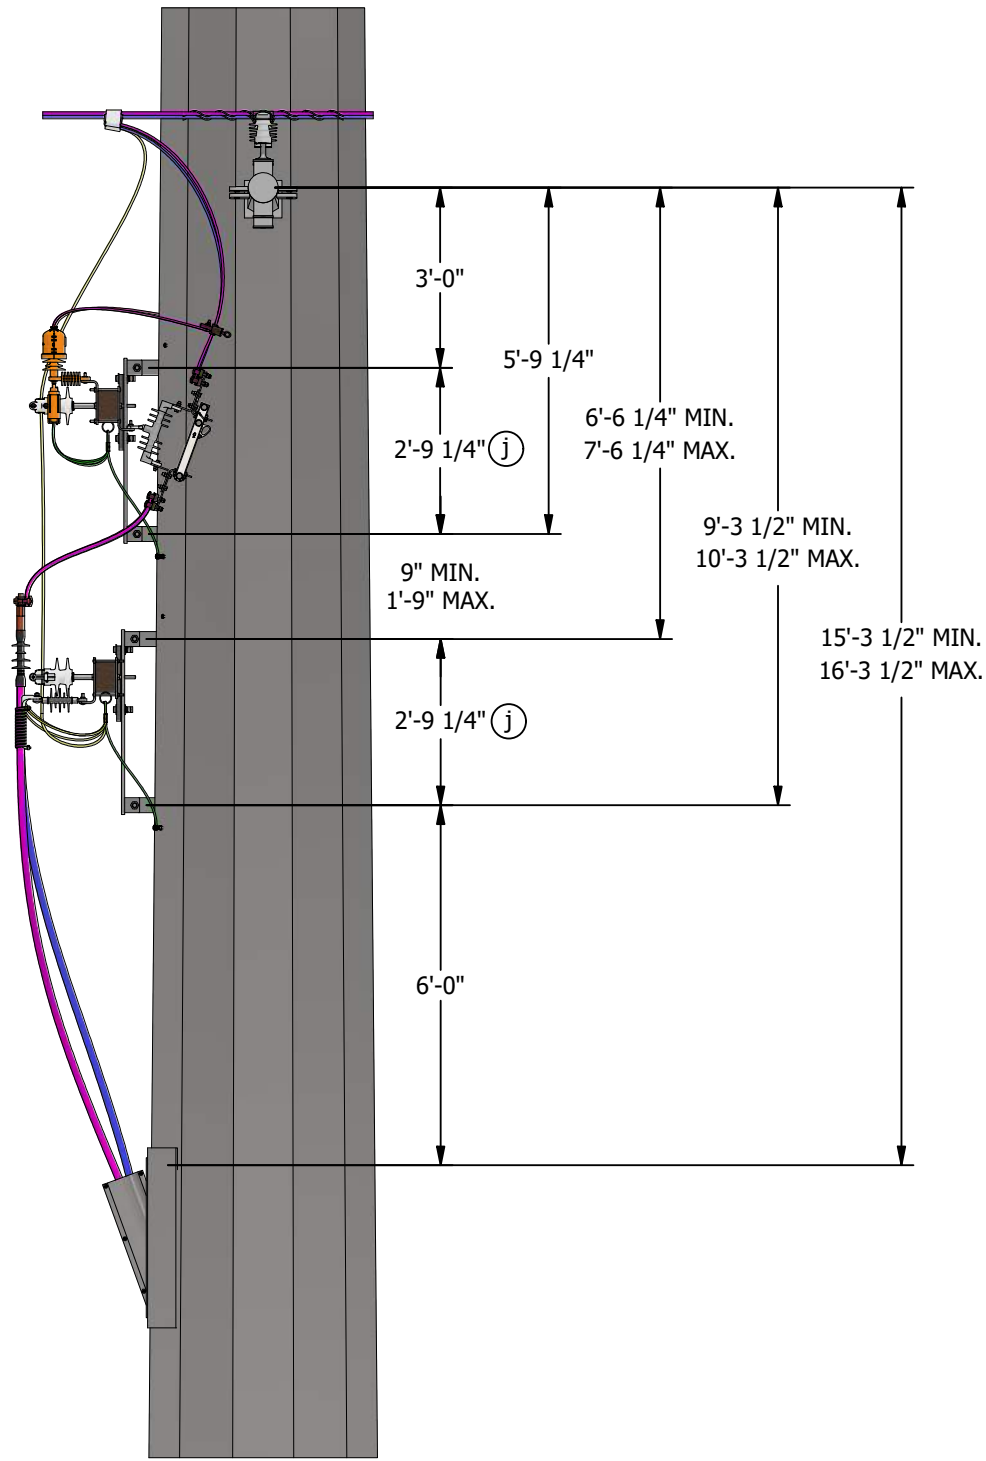 3'-0"
5'-9 1/4"
6'-6 1/4" MIN.
7'-6 1/4" MAX.
2'-9 1/4" j
9'-3 1/2" MIN.
10'-3 1/2" MAX.
9" MIN.
1'-9" MAX.
15'-3 1/2" MIN.
16'-3 1/2" MAX.
2'-9 1/4" j
6'-0"